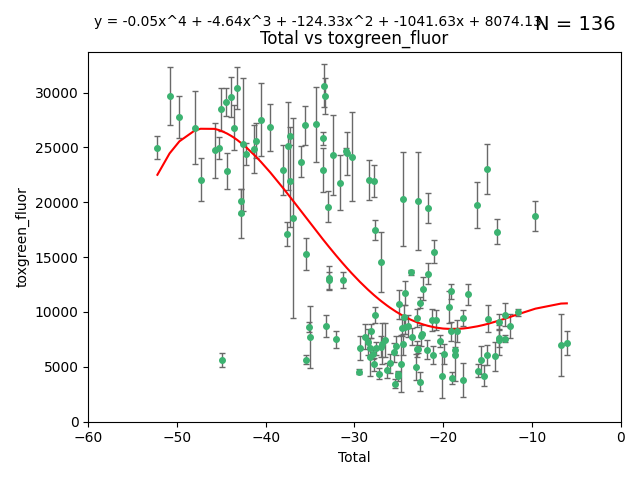 y = -0.05x^4 + -4.64x^3 + -124.33x^2 + -1041.63x + 8074.13
N = 136
Total vs toxgreen_fluor
30000
25000
20000
15000
10000
5000
0
toxgreen_fluor
−60 −50 −40 −30 −20 −10 0
Total